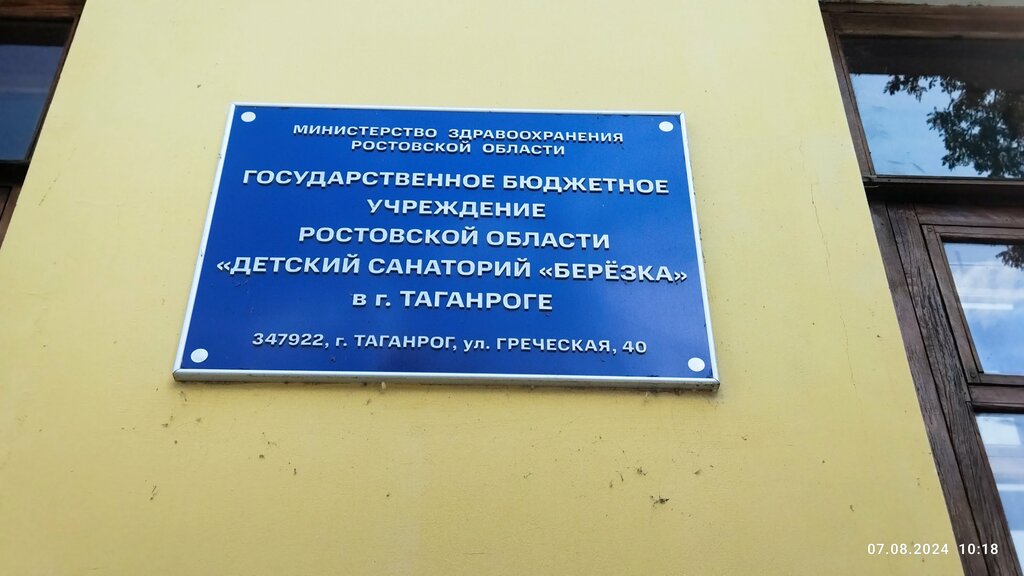 МИНИСТЕРСТВО ЗДРАВООХРАНЕНИЯ
РОСТОВСКОЙ ОБЛАСТИ
ГОСУДАРСТВЕННОЕ БЮДЖЕТНОЕ
УЧРЕЖДЕНИЕ
РОСТОВСКОЙ ОБЛАСТИ
«ДЕТСКИЙ САНАТОРИЙ «БЕРЁЗКА»
в г. ТАГАНРОГЕ
347922, г. ТАГАНРОГ, ул. ГРЕЧЕСКАЯ, 40
07.08.2024 10:18